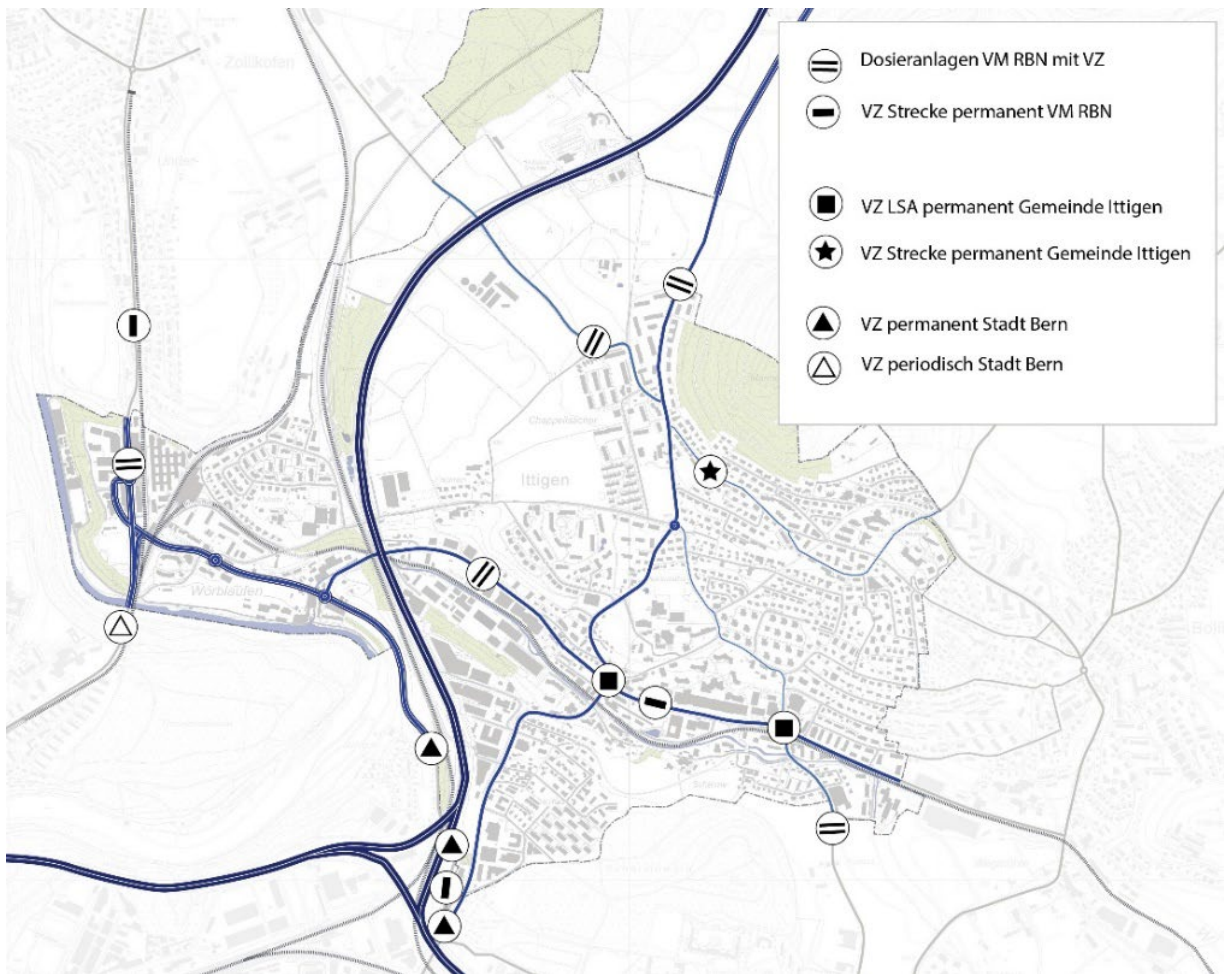 Dosieranlagen VM RBN mit VZ
VZ Strecke permanent VM RBN
VZ LSA permanent Gemeinde Ittigen
VZ Strecke permanent Gemeinde Ittigen
VZ permanent Stadt Bern
VZ periodisch Stadt Bern
Zollikofen
Ittigen
Worblaufen